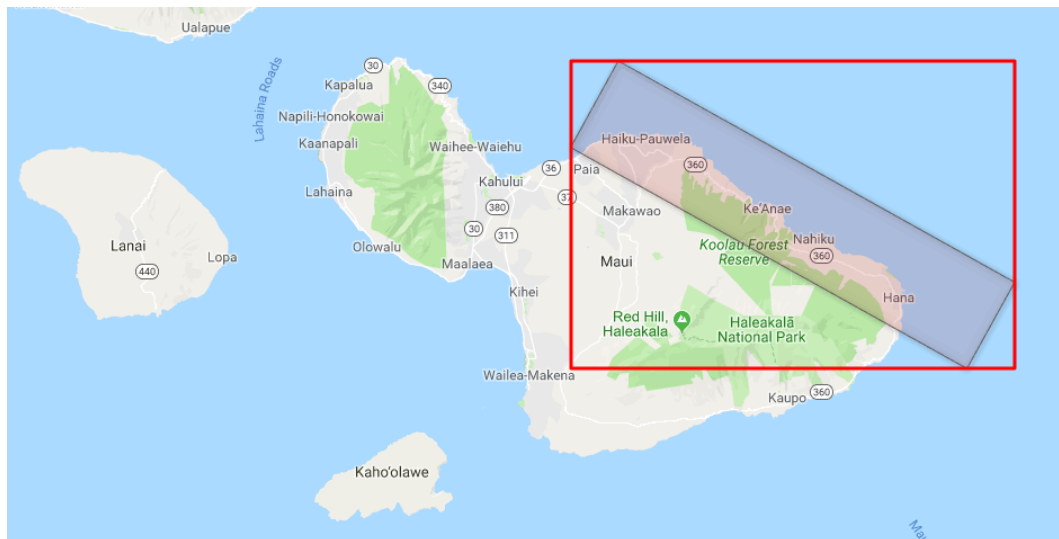 Ualapue
Lahaina Roads
30
Kapalua
340
Napili-Honokowai
Kaanapali
Waihee-Waiehu
Haiku-Pauwela
360
36
Paia
Kahului
37
Lahaina
380
Makawao
Ke'Anae
30
311
Nahiku
Lanai
Olowalu
Koolau Forest
Reserve
360
440
Lopa
Maalaea
Maui
Kihei
Hana
Red Hill,
Haleakala
Haleakalā
National Park
Wailea-Makena
360
Kaupo
Kaho'olawe